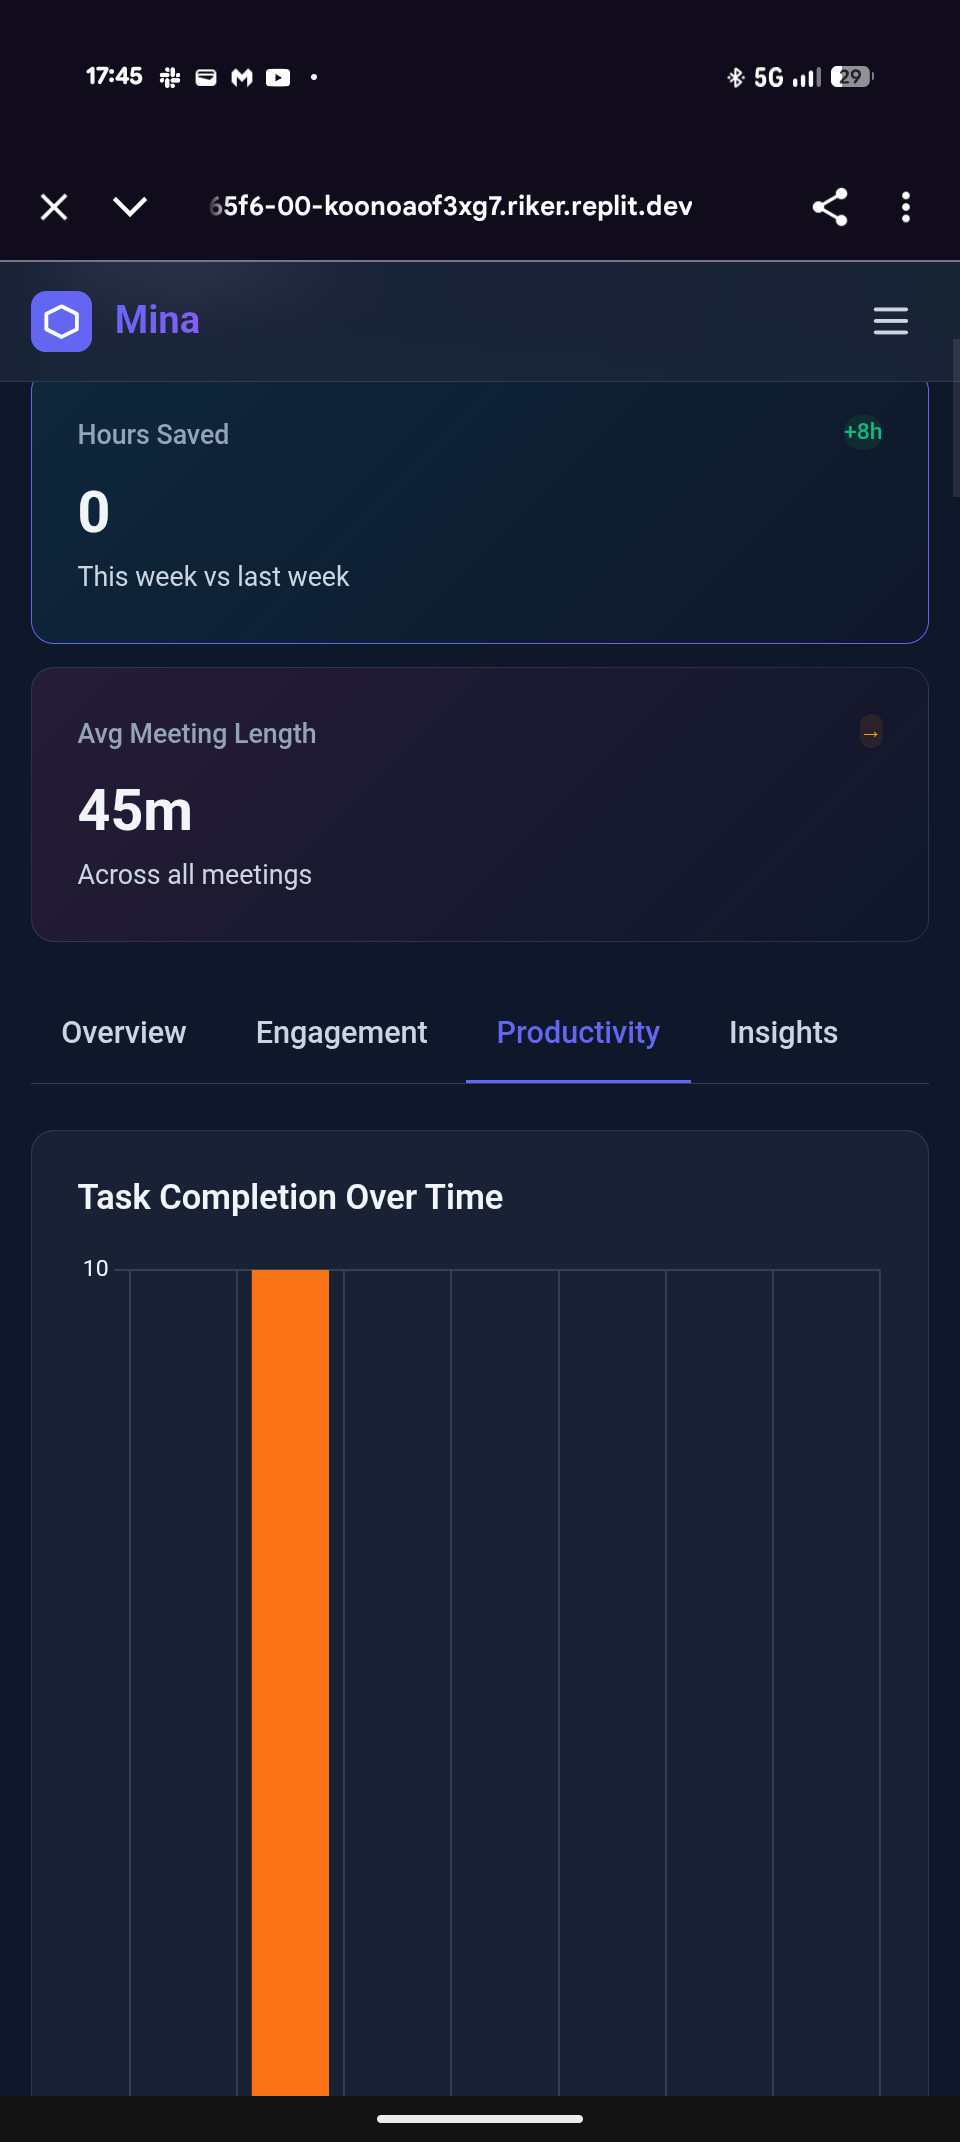 17:45
5G
29
65f6-00-koonoaof3xg7.riker.replit.dev
Mina
Hours Saved
+8h
0
This week vs last week
Avg Meeting Length
→
45m
Across all meetings
Overview Engagement Productivity Insights
Task Completion Over Time
10